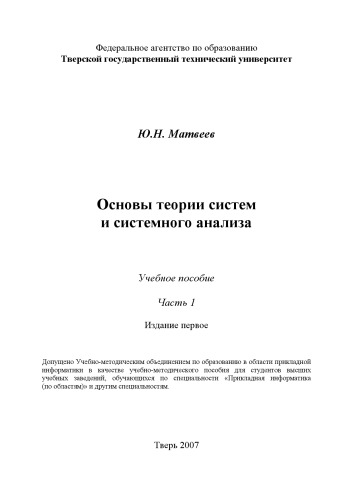 Федеральное агентство по образованию
Тверской государственный технический университет
Ю.Н. Матвеев
Основы теории систем
и системного анализа
Учебное пособие
Часть 1
Издание первое
Допущено Учебно-методическим объединением по образованию в области прикладной
информатики в качестве учебно-методического пособия для студентов высших
учебных заведений, обучающихся по специальности «Прикладная информатика
(по областям)» и другим специальностям.
Тверь 2007